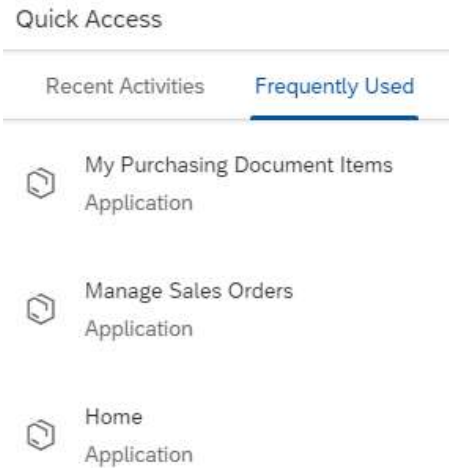 Quick Access
Recent Activities Frequently Used
My Purchasing Document Items
Application
Manage Sales Orders
Application
Home
Application